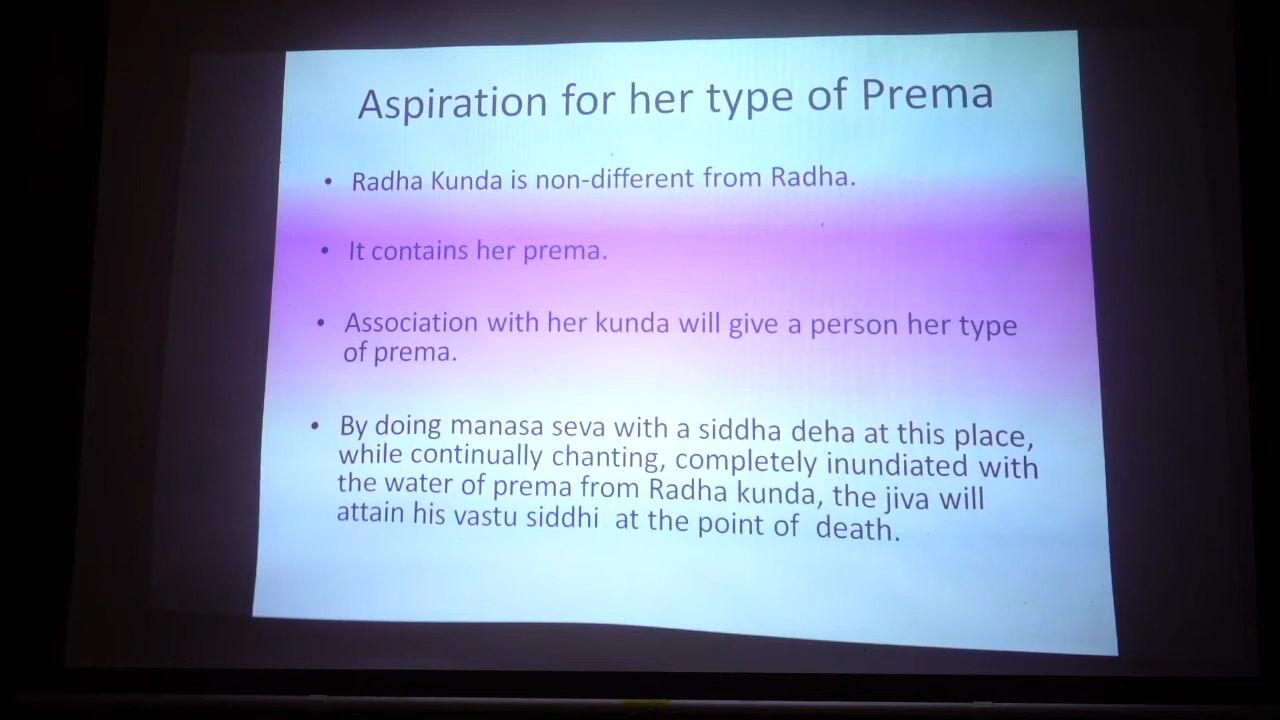 Aspiration for her type of Prema
• Radha Kunda is non-different from Radha.
• It contains her prema.
• Association with her kunda will give a person her type
of prema.
• By doing manasa seva with a siddha deha at this place,
while continually chanting, completely inundiated with
the water of prema from Radha kunda, the jiva will
attain his vastu siddhi at the point of death.